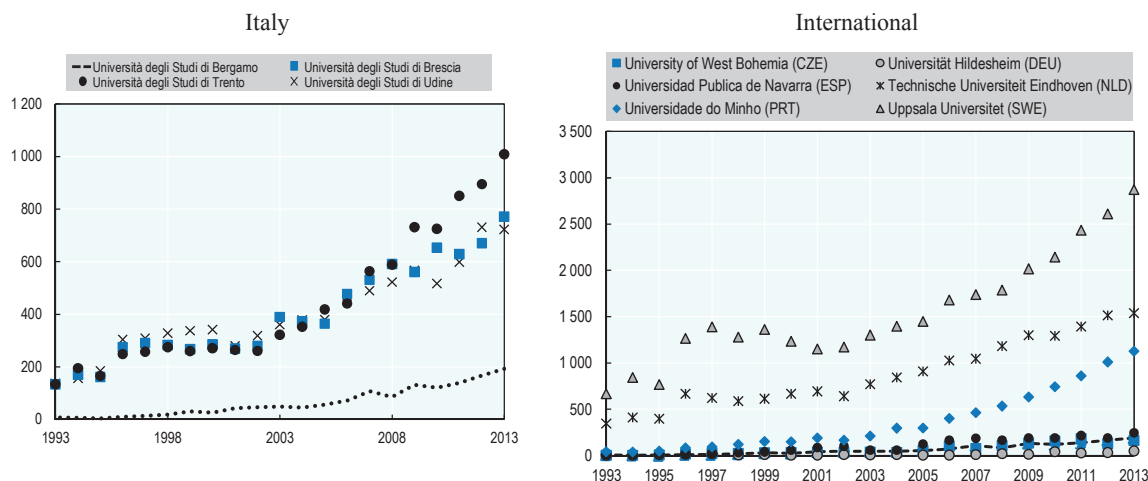 Italy
International
Università degli Studi di Bergamo
Università degli Studi di Brescia
Università degli Studi di Trento
Università degli Studi di Udine
University of West Bohemia (CZE)
Universität Hildesheim (DEU)
Universidad Publica de Navarra (ESP)
Technische Universiteit Eindhoven (NLD)
Universidade do Minho (PRT)
Uppsala Universitet (SWE)
1 200
1 000
800
600
400
200
0
1993 1998 2003 2008 2013
3 500
3 000
2 500
2 000
1 500
1 000
500
0
1993 1995 1997 1999 2001 2003 2005 2007 2009 2011 2013